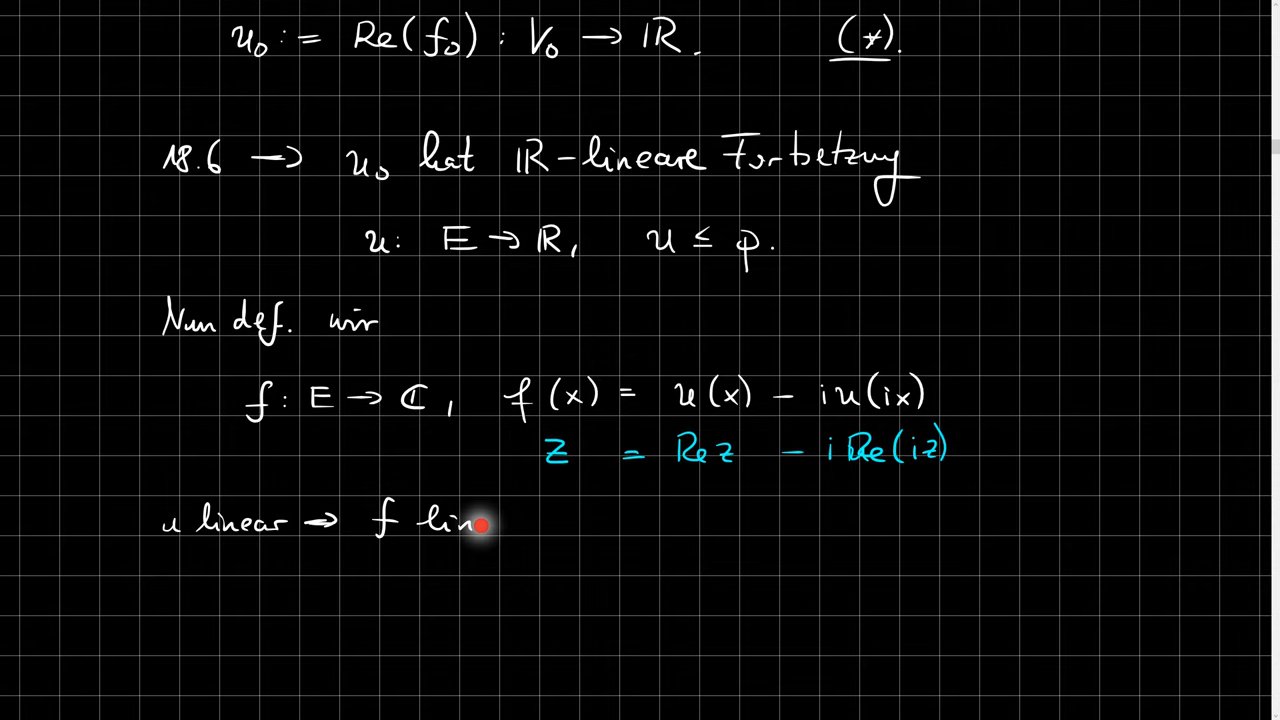 u₀ := Re(f₀) : V₀ → ℝ. (*).
18.6 → u₀ hat ℝ-lineare Fortsetzung
u: E → ℝ, u ≤ p.
Nun def. wir
f: E → ℂ, f(x) = u(x) - iu(ix)
z = Re z - i Re(iz)
u linear → f lin